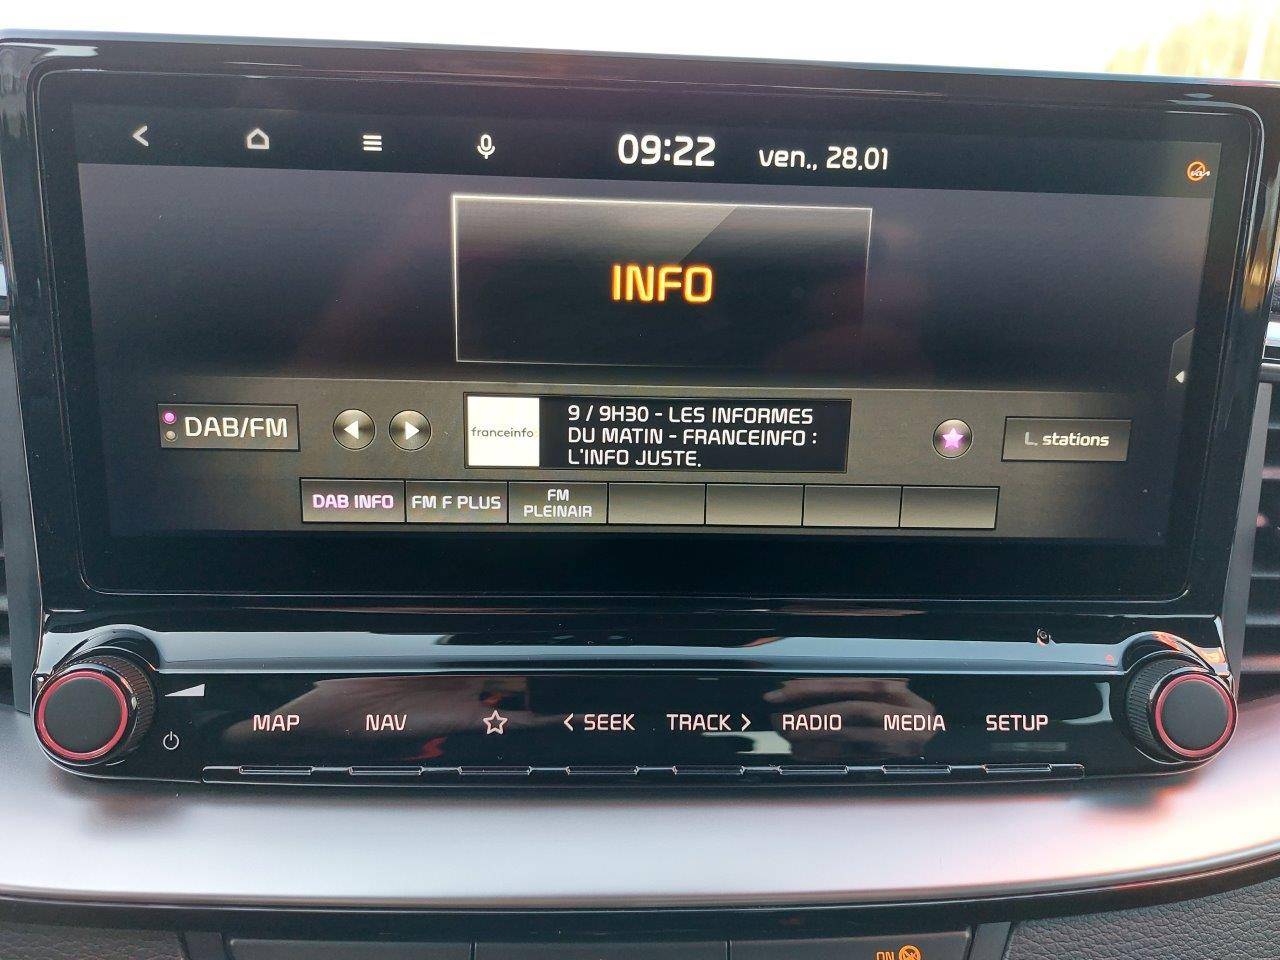 09:22 ven., 28.01
INFO
DAB/FM
franceinfo:
9 / 9H30 - LES INFORMES
DU MATIN - FRANCEINFO :
L'INFO JUSTE.
L. stations
DAB INFO
FM F PLUS
FM
PLEINAIR
MAP
NAV
< SEEK
TRACK >
RADIO
MEDIA
SETUP
ON